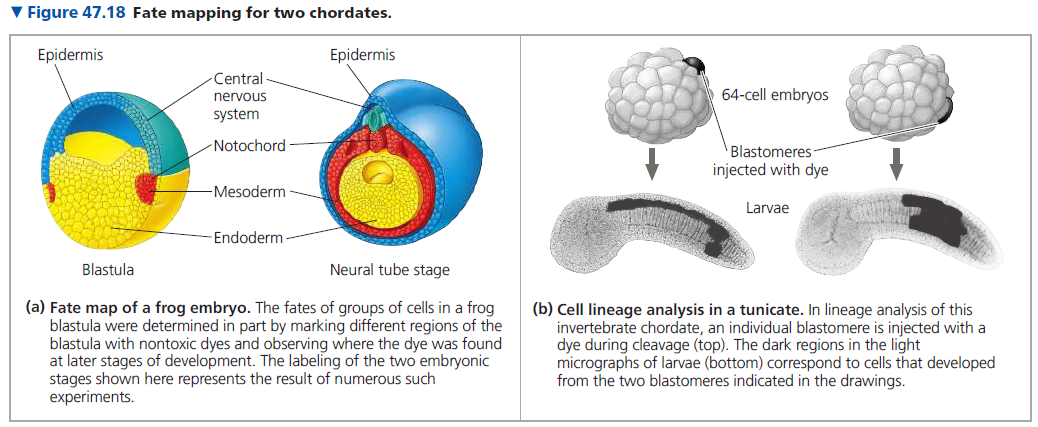 ▼ Figure 47.18 Fate mapping for two chordates.
Epidermis
Epidermis
Central
nervous
system
Notochord
Mesoderm
Endoderm
Blastula
Neural tube stage
(a) Fate map of a frog embryo. The fates of groups of cells in a frog
blastula were determined in part by marking different regions of the
blastula with nontoxic dyes and observing where the dye was found
at later stages of development. The labeling of the two embryonic
stages shown here represents the result of numerous such
experiments.
64-cell embryos
Blastomeres
injected with dye
Larvae
(b) Cell lineage analysis in a tunicate. In lineage analysis of this
invertebrate chordate, an individual blastomere is injected with a
dye during cleavage (top). The dark regions in the light
micrographs of larvae (bottom) correspond to cells that developed
from the two blastomeres indicated in the drawings.